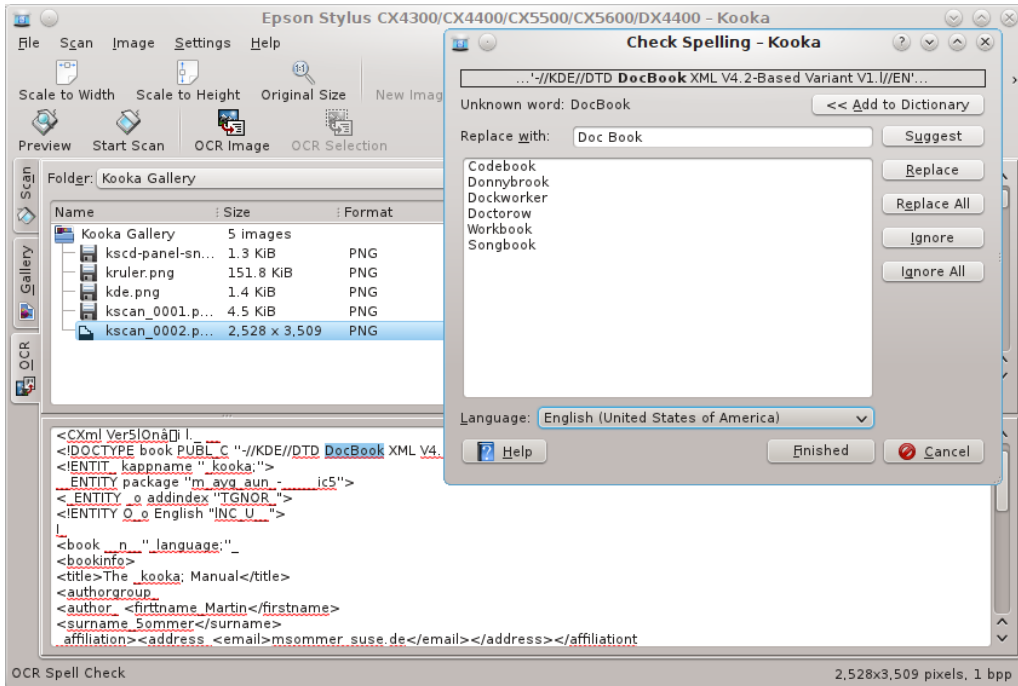 Epson Stylus CX4300/CX4400/CX5500/CX5600/DX4400 – Kooka
File Scan Image Settings Help
Scale to Width Scale to Height Original Size New Imag
Preview Start Scan OCR Image OCR Selection
Scan
Gallery
OCR
Folder: Kooka Gallery
Name Size Format
Kooka Gallery 5 images
kscd-panel-sn... 1.3 KiB PNG
kruler.png 151.8 KiB PNG
kde.png 1.4 KiB PNG
kscan_0001.p... 4.5 KiB PNG
kscan_0002.p... 2,528 x 3,509 PNG
Check Spelling – Kooka
...'-//KDE//DTD DocBook XML V4.2-Based Variant V1.l//EN'...
Unknown word: DocBook
<< Add to Dictionary
Replace with: Doc Book
Suggest
Codebook
Donnybrook
Dockworker
Doctorow
Workbook
Songbook
Replace
Replace All
Ignore
Ignore All
Language: English (United States of America)
Help Finished Cancel
<CXml Ver5lOnâ▯i l._ __
<!DOCTYPE book PUBL_C "-//KDE//DTD DocBook XML V4.
<!ENTIT_ kappname "_kooka;">
__ENTITY package "m_ayg_aun_-_____ic5">
<_ENTITY _o addindex "TGNOR_">
<!ENTITY O_o English "lNC_U__">
l_
<book __n__"_language;"_
<bookinfo>
<title>The _kooka; Manual</title>
<authorgroup_
<author_ <firttname_Martin</firstname>
<surname_5ommer</surname>
_affiliation><address_<email>msommer_suse.de</email></address></affiliationt
OCR Spell Check
2,528x3,509 pixels, 1 bpp